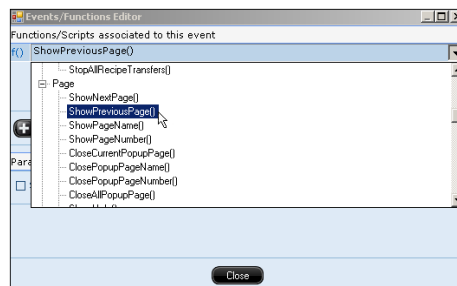 Events/Functions Editor
Functions/Scripts associated to this event
f() ShowPreviousPage()
StopAllRecipeTransfers()
Page
ShowNextPage()
ShowPreviousPage()
ShowPageName()
ShowPageNumber()
CloseCurrentPopupPage()
ClosePopupPageName()
ClosePopupPageNumber()
CloseAllPopupPage()
Para
Close